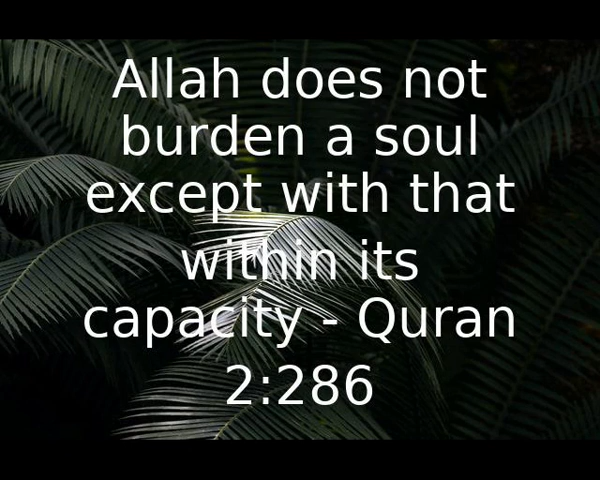 Allah does not
burden a soul
except with that
within its
capacity - Quran
2:286